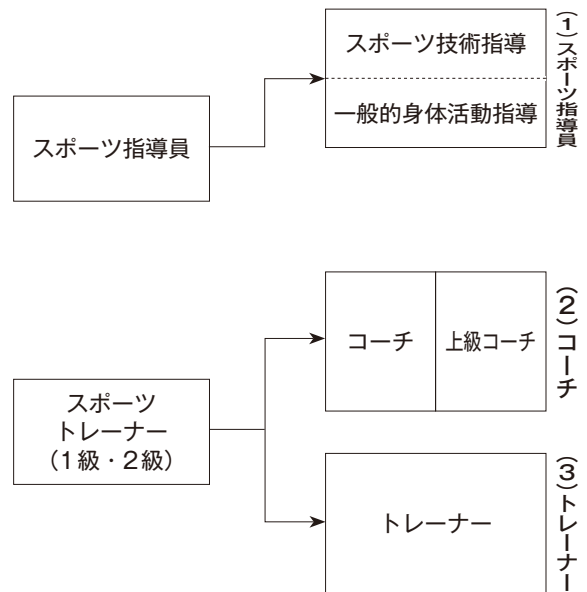 スポーツ指導員
スポーツ技術指導
一般的身体活動指導
(1)スポーツ指導員
スポーツ
トレーナー
（1級・2級）
コーチ
上級コーチ
(2)コーチ
トレーナー
(3)トレーナー